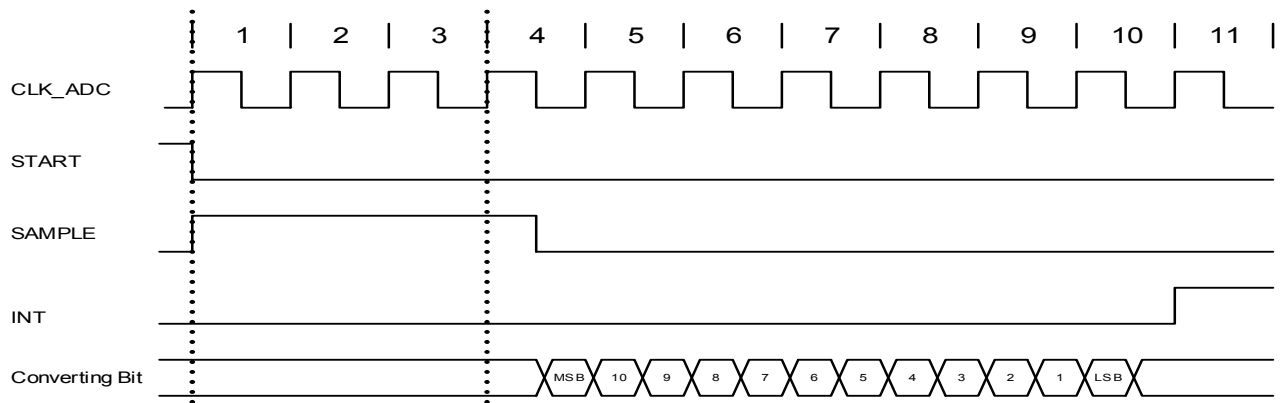 1 2 3 4 5 6 7 8 9 10 11
CLK_ADC
START
SAMPLE
INT
Converting Bit MSB 10 9 8 7 6 5 4 3 2 1 LSB